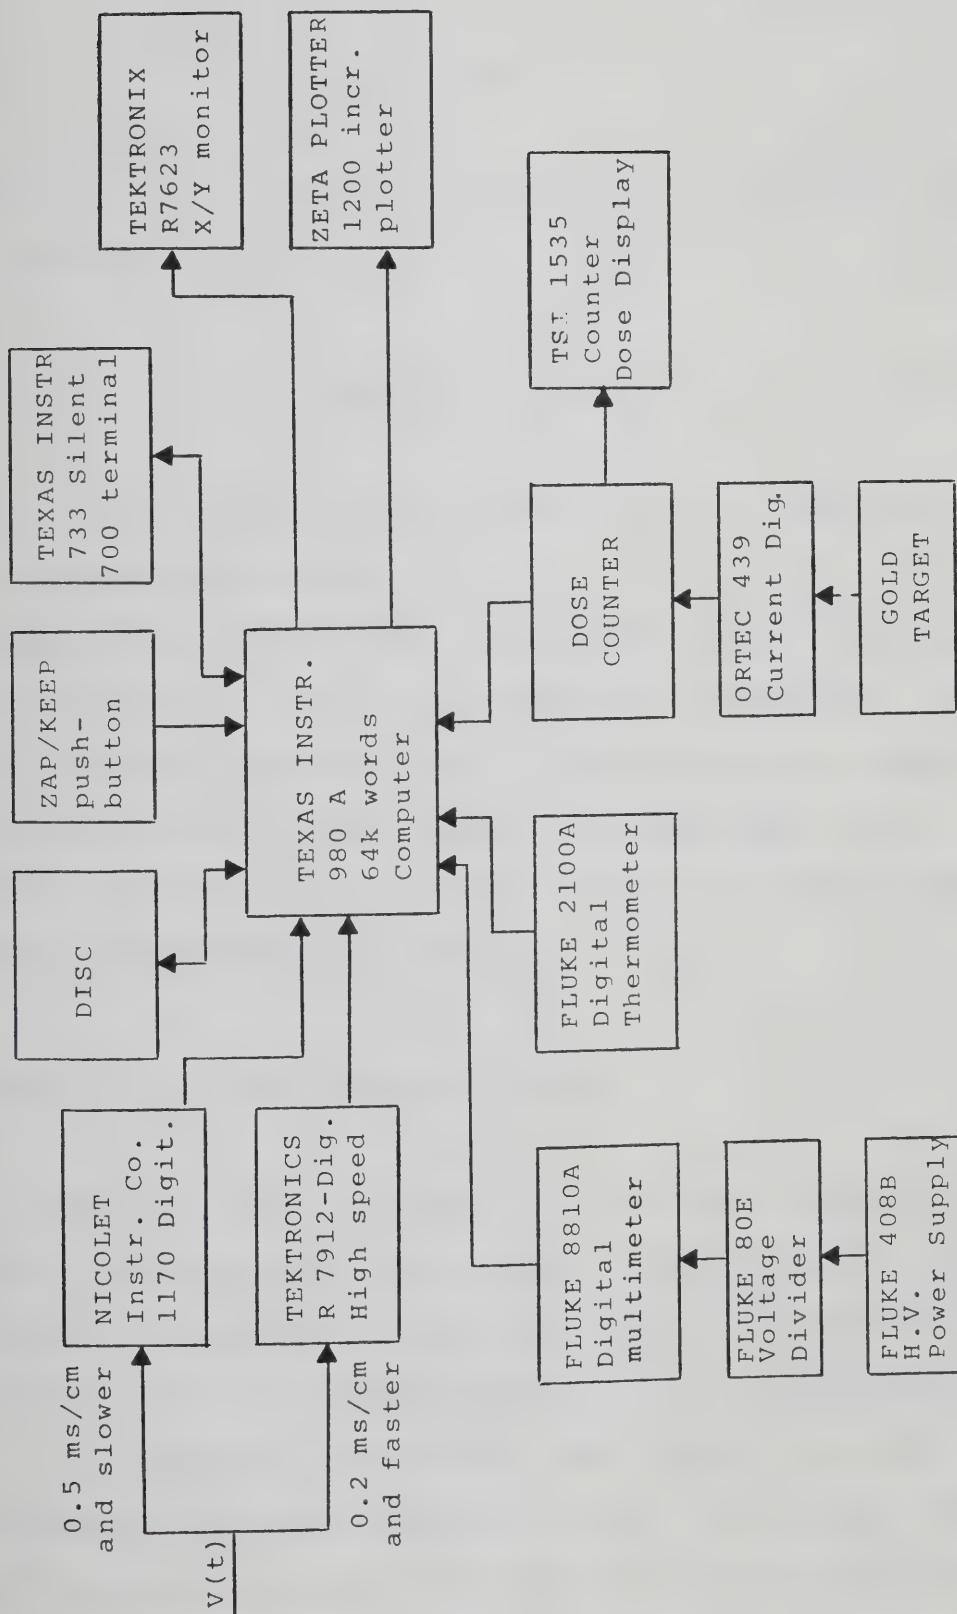 V(t)
0.5 ms/cm
and slower
0.2 ms/cm
and faster
NICOLET
Instr. Co.
1170 Digit.
TEKTRONICS
R 7912-Dig.
High speed
DISC
ZAP/KEEP
push-
button
TEXAS INSTR
733 Silent
700 terminal
TEKTRONIX
R7623
X/Y monitor
ZETA PLOTTER
1200 incr.
plotter
TEXAS INSTR.
980 A
64k words
Computer
FLUKE 8810A
Digital
multimeter
FLUKE 80E
Voltage
Divider
FLUKE 408B
H.V.
Power Supply
FLUKE 2100A
Digital
Thermometer
DOSE
COUNTER
TSI 1535
Counter
Dose Display
ORTEC 439
Current Dig.
GOLD
TARGET